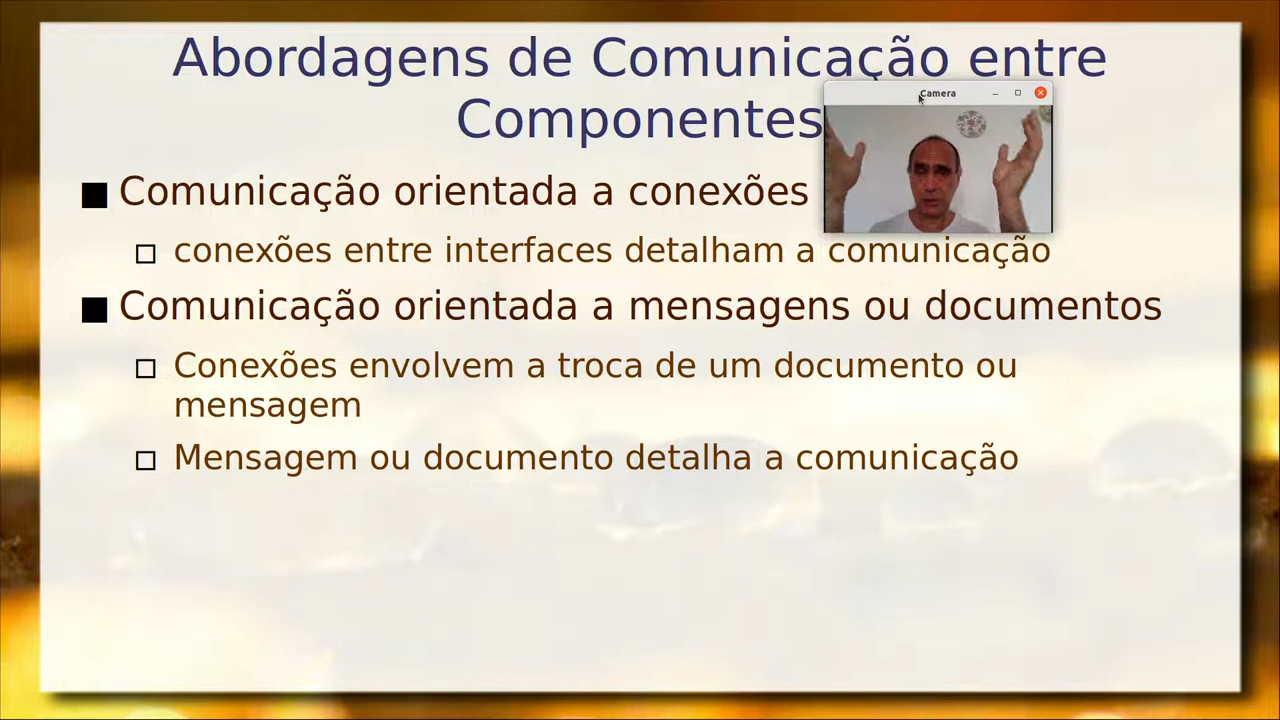 Abordagens de Comunicação entre
Componentes
Camera
Comunicação orientada a conexões
conexões entre interfaces detalham a comunicação
Comunicação orientada a mensagens ou documentos
Conexões envolvem a troca de um documento ou
mensagem
Mensagem ou documento detalha a comunicação